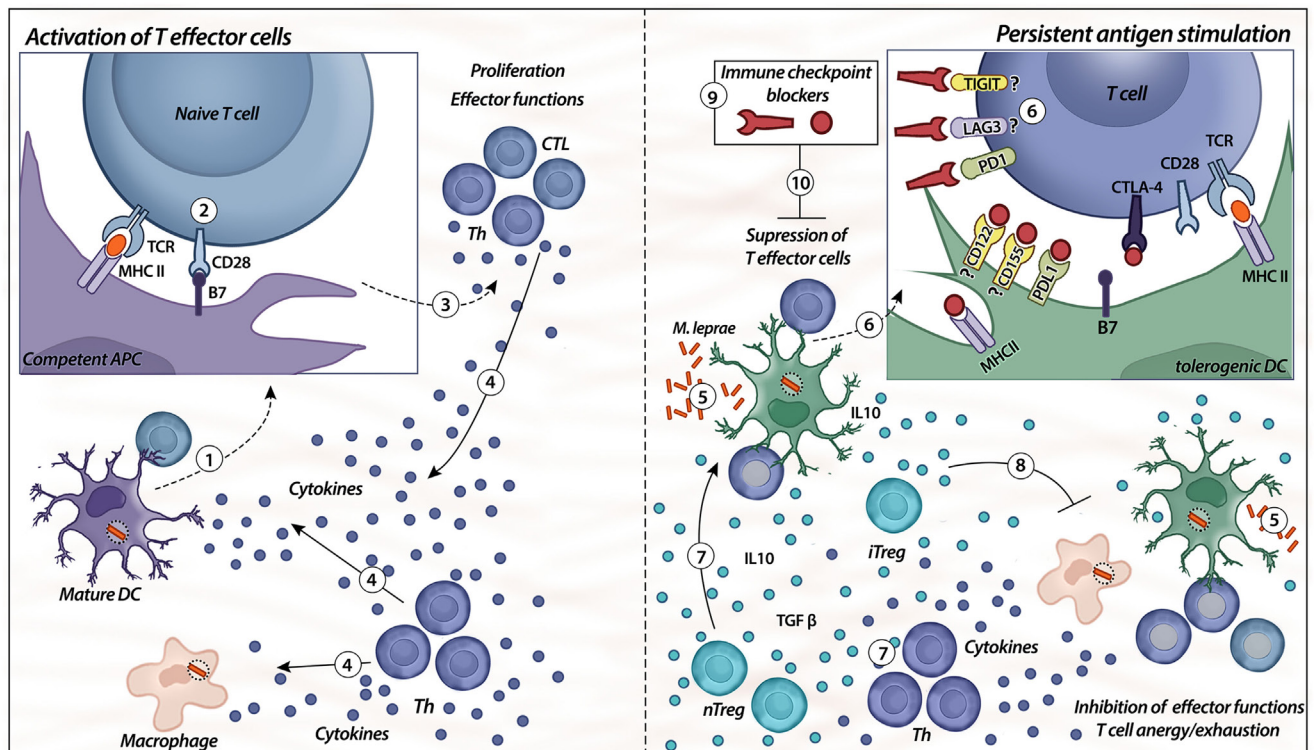 Activation of T effector cells
Naive T cell
2
TCR
MHC II
CD28
B7
Competent APC
Proliferation
Effector functions
CTL
Th
3
4
1
Cytokines
4
Mature DC
4
Macrophage
Cytokines
Th
Persistent antigen stimulation
9
Immune checkpoint
blockers
10
Supression of
T effector cells
TIGIT ?
6
LAG3 ?
PD1
T cell
TCR
CD28
CTLA-4
CD122
?
CD155
?
PDL1
B7
MHC II
MHCII
tolerogenic DC
M. leprae
6
5
IL10
8
iTreg
5
7
IL10
TGF β
7
Cytokines
nTreg
Th
Inhibition of effector functions
T cell anergy/exhaustion